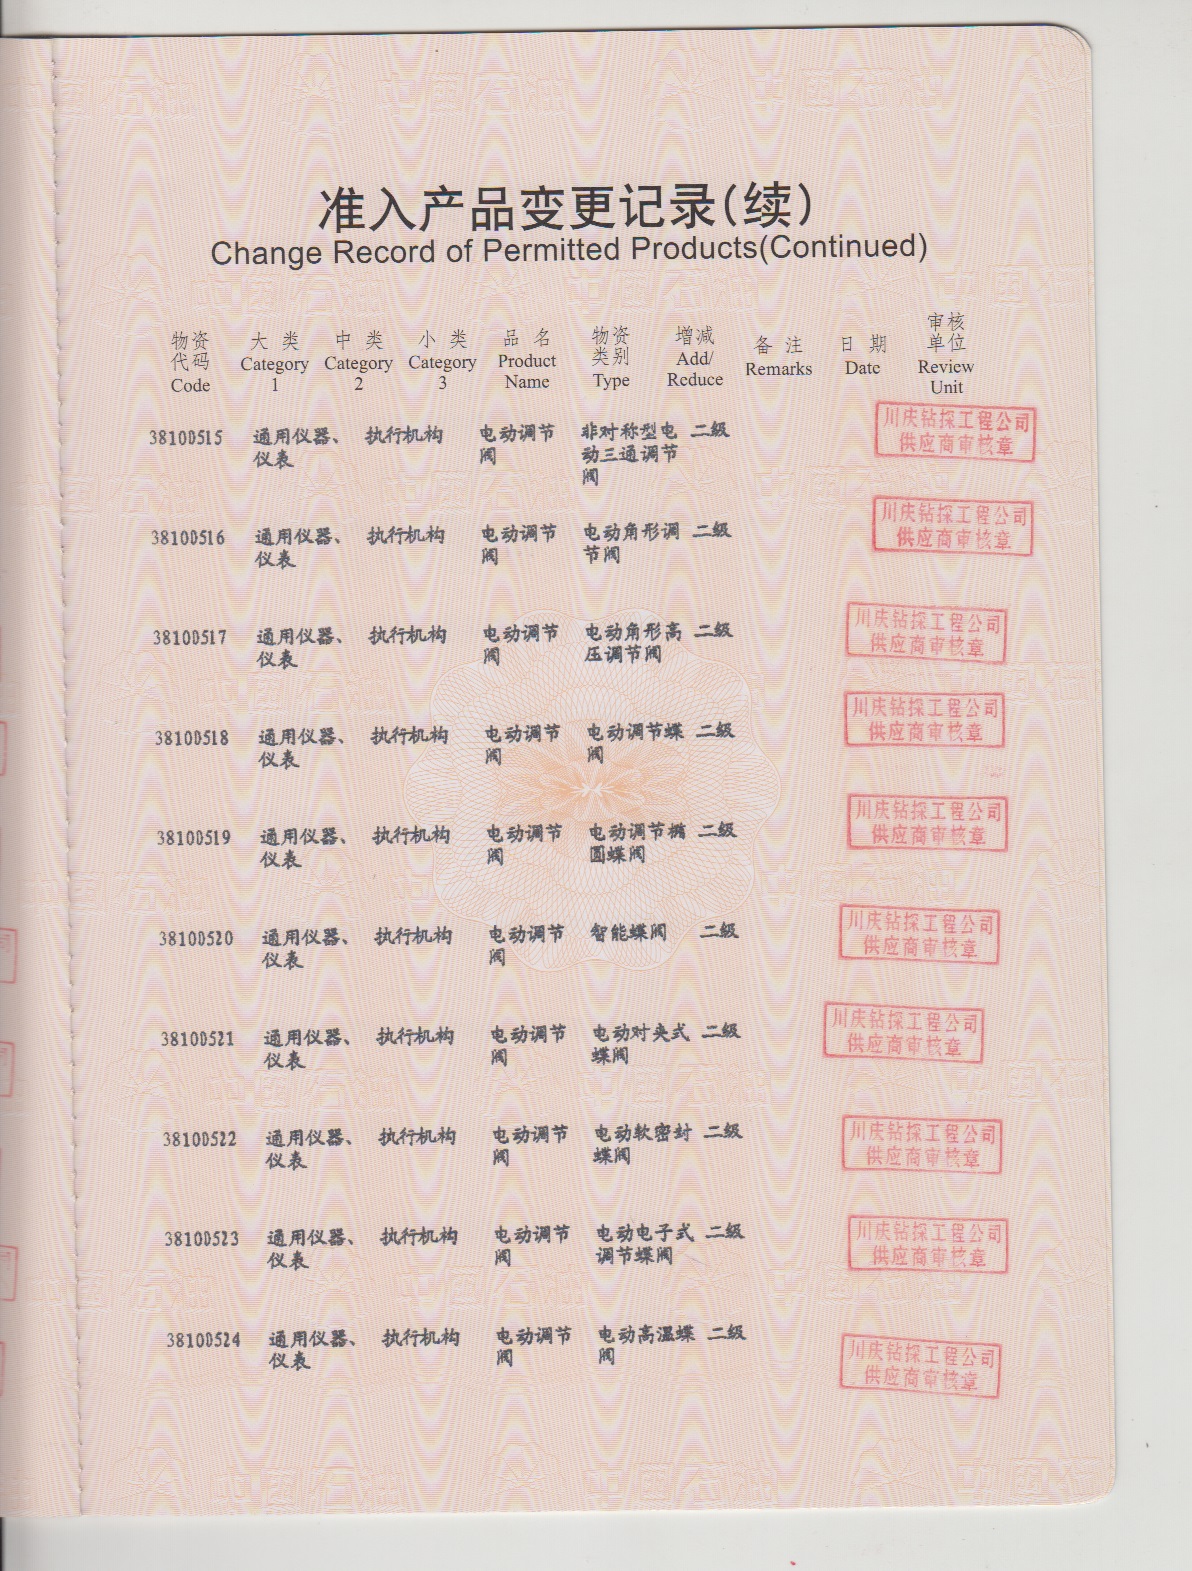 准入产品变更记录(续)
Change Record of Permitted Products(Continued)
物资 大 类 中 类 小 类 品 名 物资 增减 备 注 日 期 审核
代码 Category Category Category Product 类别 Add/ Remarks Date 单位
Code 1 2 3 Name Type Reduce Review
Unit
38100515 通用仪器、 执行机构 电动调节 非对称型电 二级 川庆钻探工程公司
仪表 阀 动三通调节 供应商审核章
阀
38100516 通用仪器、 执行机构 电动调节 电动角形调 二级 川庆钻探工程公司
仪表 阀 节阀 供应商审核章
38100517 通用仪器、 执行机构 电动调节 电动角形高 二级 川庆钻探工程公司
仪表 阀 压调节阀 供应商审核章
38100518 通用仪器、 执行机构 电动调节 电动调节蝶 二级 川庆钻探工程公司
仪表 阀 阀 供应商审核章
38100519 通用仪器、 执行机构 电动调节 电动调节椭 二级 川庆钻探工程公司
仪表 阀 圆蝶阀 供应商审核章
38100520 通用仪器、 执行机构 电动调节 智能蝶阀 二级 川庆钻探工程公司
仪表 阀 供应商审核章
38100521 通用仪器、 执行机构 电动调节 电动对夹式 二级 川庆钻探工程公司
仪表 阀 蝶阀 供应商审核章
38100522 通用仪器、 执行机构 电动调节 电动软密封 二级 川庆钻探工程公司
仪表 阀 蝶阀 供应商审核章
38100523 通用仪器、 执行机构 电动调节 电动电子式 二级 川庆钻探工程公司
仪表 阀 调节蝶阀 供应商审核章
38100524 通用仪器、 执行机构 电动调节 电动高温蝶 二级 川庆钻探工程公司
仪表 阀 阀 供应商审核章